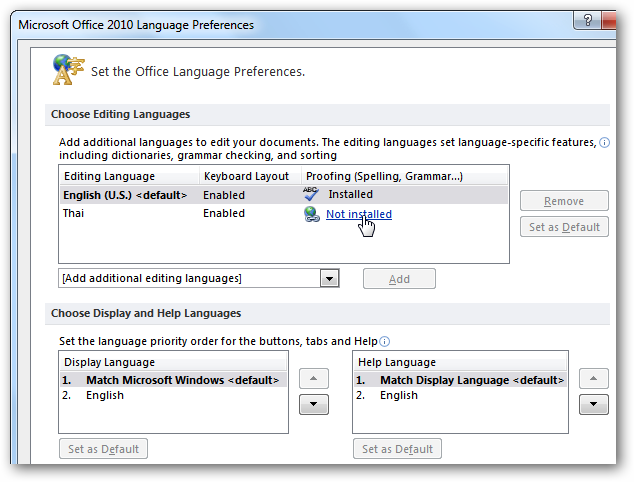 Microsoft Office 2010 Language Preferences
?
Set the Office Language Preferences.
Choose Editing Languages
Add additional languages to edit your documents. The editing languages set language-specific features,
including dictionaries, grammar checking, and sorting
Editing Language Keyboard Layout Proofing (Spelling, Grammar...)
English (U.S.) <default> Enabled ABC Installed
Thai Enabled Not installed
Remove
Set as Default
[Add additional editing languages] Add
Choose Display and Help Languages
Set the language priority order for the buttons, tabs and Help
Display Language
1. Match Microsoft Windows <default>
2. English
Set as Default
Help Language
1. Match Display Language <default>
2. English
Set as Default